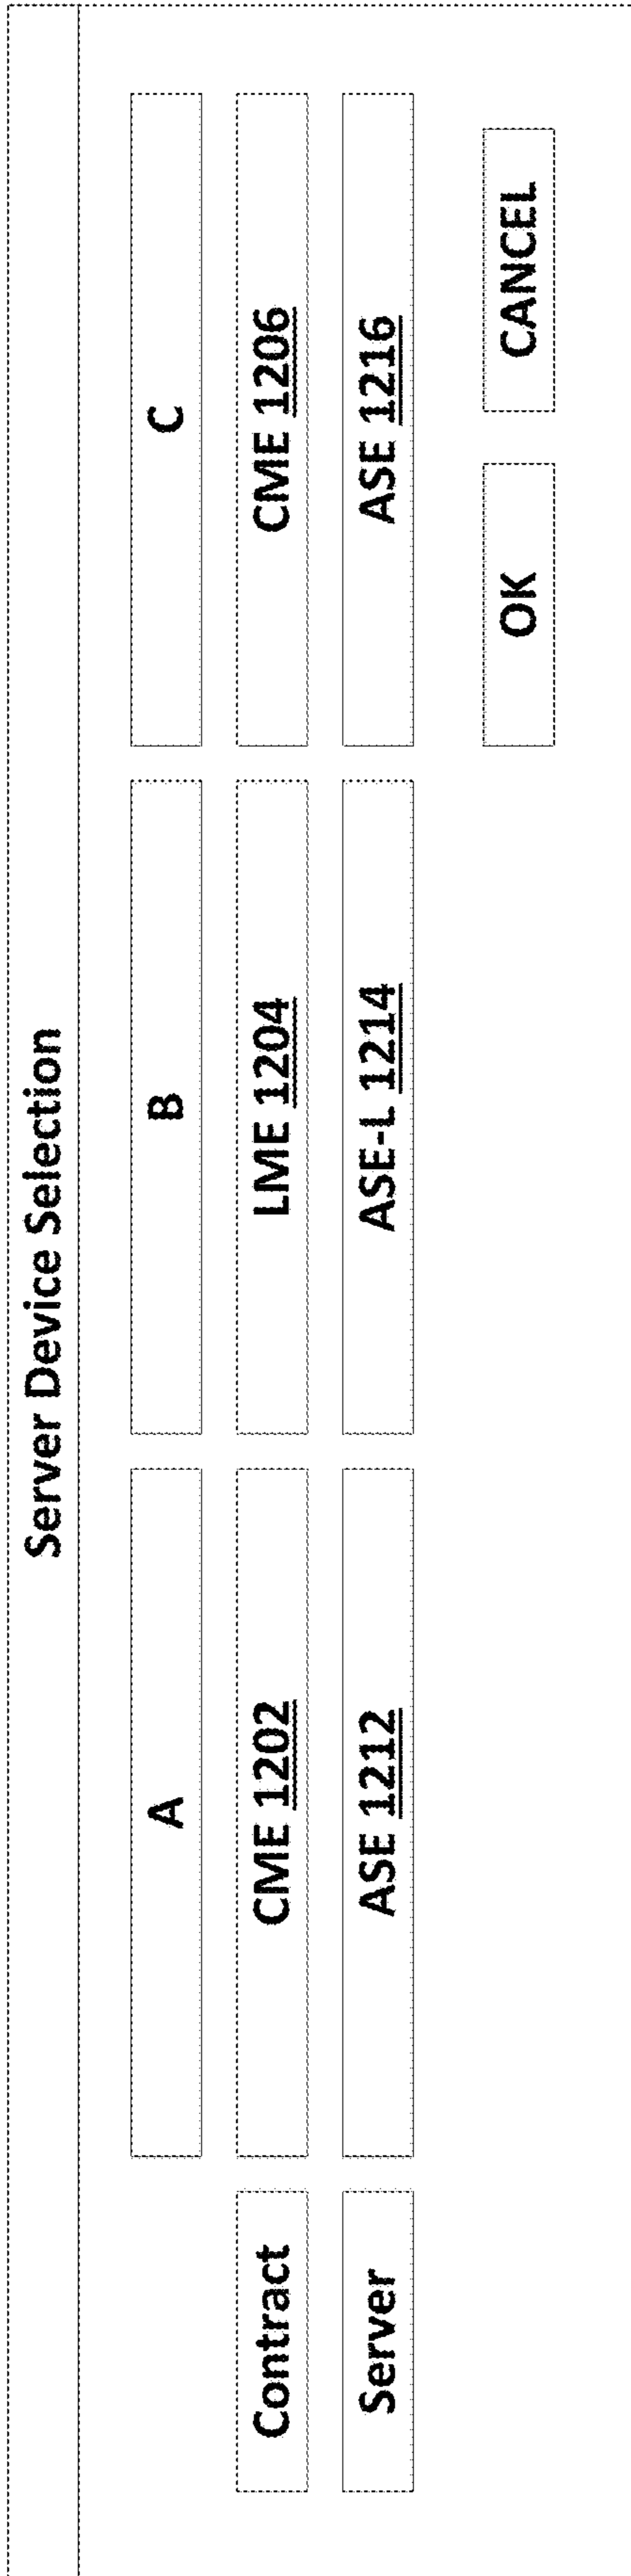 Server Device Selection
A B C
Contract CME 1202 LME 1204 CME 1206
Server ASE 1212 ASE-L 1214 ASE 1216
OK CANCEL